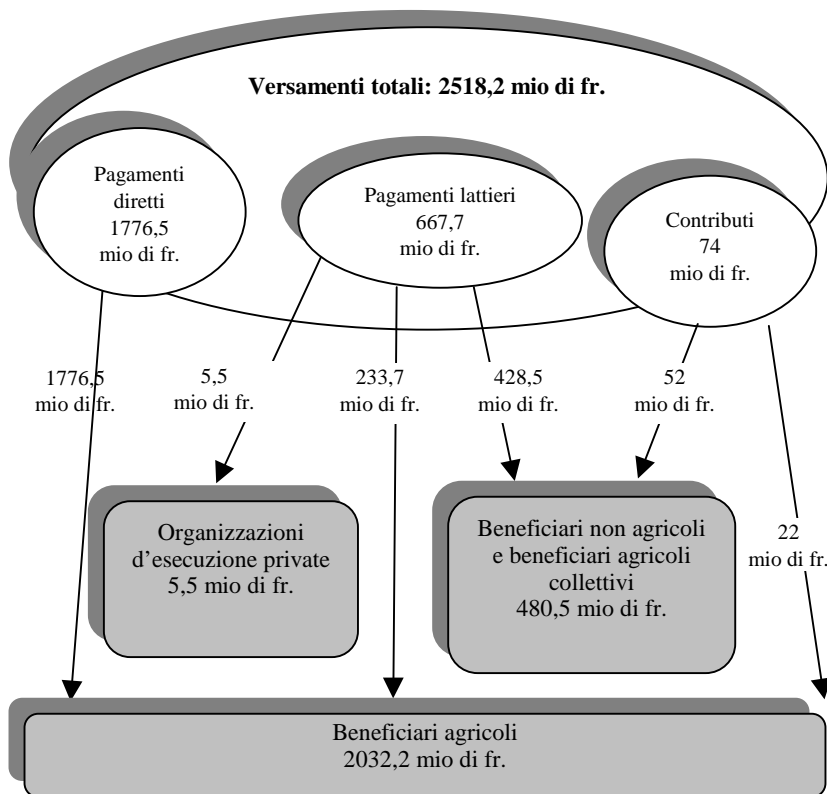 Versamenti totali: 2518,2 mio di fr.
Pagamenti
diretti
1776,5
mio di fr.
Pagamenti lattieri
667,7
mio di fr.
Contributi
74
mio di fr.
1776,5
mio di fr.
5,5
mio di fr.
233,7
mio di fr.
428,5
mio di fr.
52
mio di fr.
22
mio di fr.
Organizzazioni
d’esecuzione private
5,5 mio di fr.
Beneficiari non agricoli
e beneficiari agricoli
collettivi
480,5 mio di fr.
Beneficiari agricoli
2032,2 mio di fr.